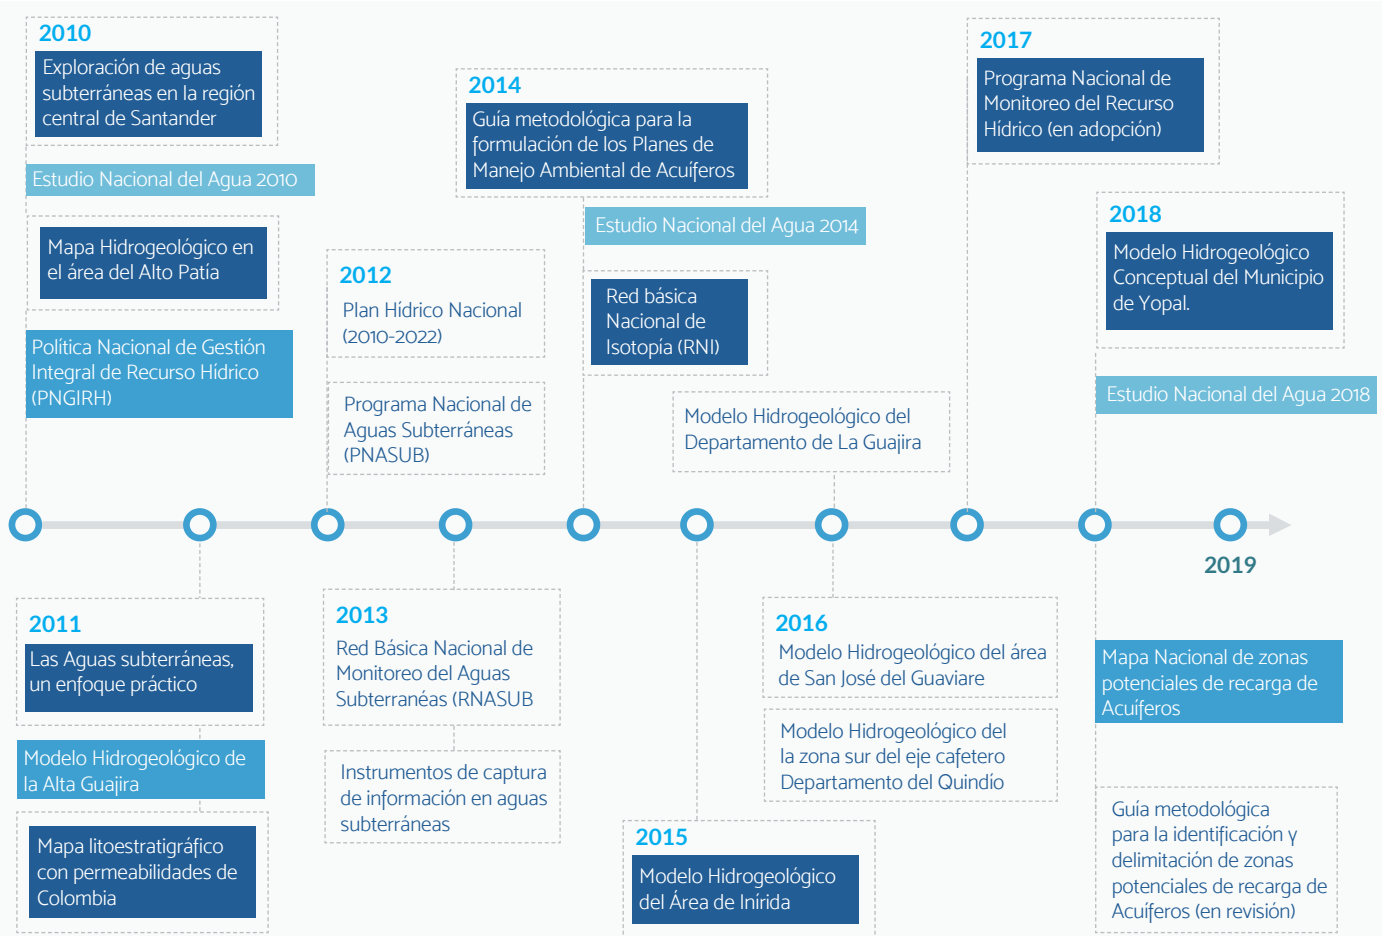 2010
Exploración de aguas
subterráneas en la región
central de Santander
Estudio Nacional del Agua 2010
Mapa Hidrogeológico en
el área del Alto Patía
Política Nacional de Gestión
Integral de Recurso Hídrico
(PNGIRH)
2011
Las Aguas subterráneas,
un enfoque práctico
Modelo Hidrogeológico de
la Alta Guajira
Mapa litoestratigráfico
con permeabilidades de
Colombia
2012
Plan Hídrico Nacional
(2010-2022)
Programa Nacional de
Aguas Subterráneas
(PNASUB)
2013
Red Básica Nacional de
Monitoreo del Aguas
Subterranéas (RNASUB
Instrumentos de captura
de información en aguas
subterráneas
2014
Guía metodológica para la
formulación de los Planes de
Manejo Ambiental de Acuíferos
Estudio Nacional del Agua 2014
Red básica
Nacional de
Isotopía (RNI)
2015
Modelo Hidrogeológico
del Área de Inírida
Modelo Hidrogeológico del
Departamento de La Guajira
2016
Modelo Hidrogeológico del área
de San José del Guaviare
Modelo Hidrogeológico del
la zona sur del eje cafetero
Departamento del Quindío
2017
Programa Nacional de
Monitoreo del Recurso
Hídrico (en adopción)
2018
Modelo Hidrogeológico
Conceptual del Municipio
de Yopal.
Estudio Nacional del Agua 2018
Mapa Nacional de zonas
potenciales de recarga de
Acuíferos
Guía metodológica
para la identificación y
delimitación de zonas
potenciales de recarga de
Acuíferos (en revisión)
2019